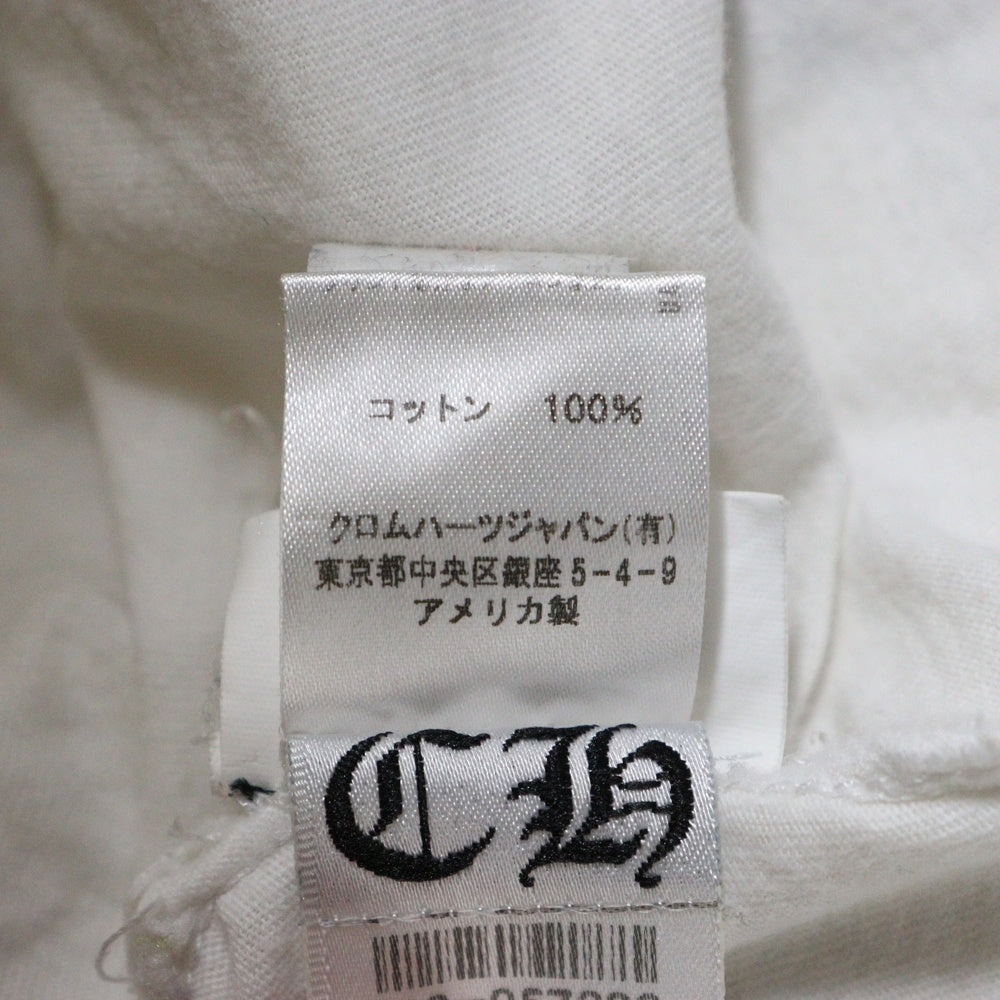 コットン 100%
クロムハーツジャパン(有)
東京都中央区銀座5-4-9
アメリカ製
CH